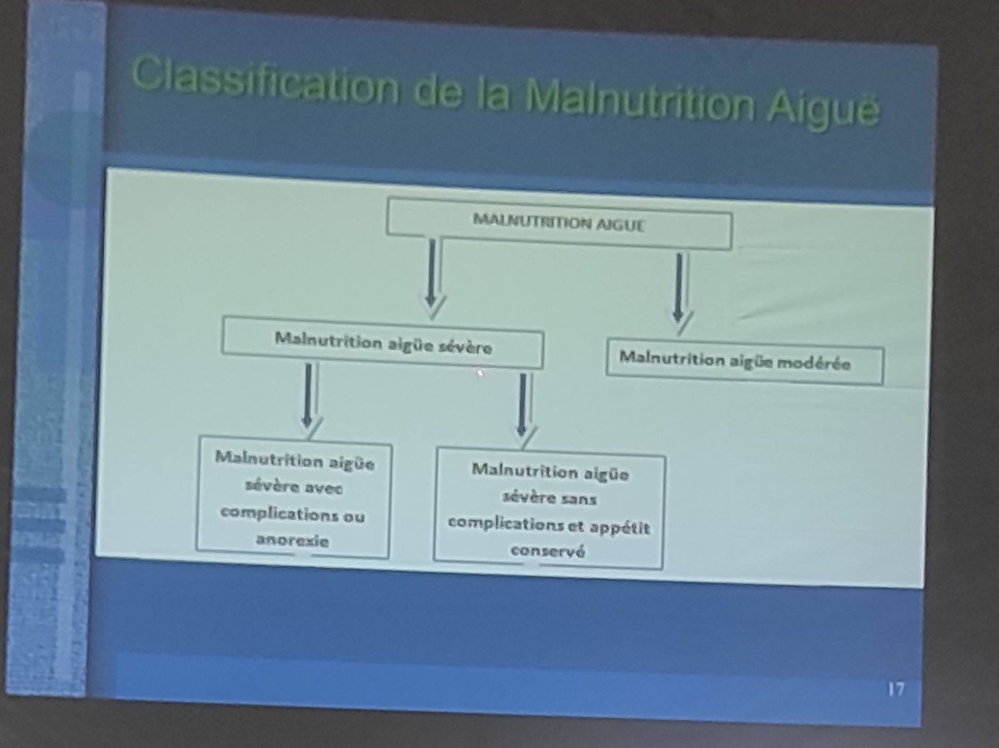 Classification de la Malnutrition Aiguë
MALNUTRITION AIGUE
Malnutrition aigüe sévère
Malnutrition aigüe modérée
Malnutrition aigüe
sévère avec
complications ou
anorexie
Malnutrition aigüe
sévère sans
complications et appétit
conservé
17